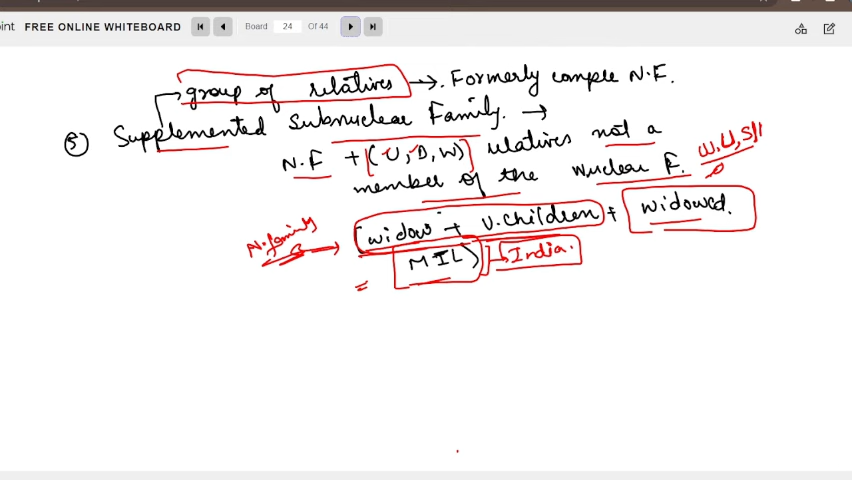 oint FREE ONLINE WHITEBOARD Board 24 Of 44
group of relatives → . Formerly comple N.F.
5) Supplemented Subnuclear Family. →
N.F + (U, D, W) relatives not a
member of the Nuclear F. W, U, S/
N.family → [widow + U.children + widowed.
MIL) → India.
=